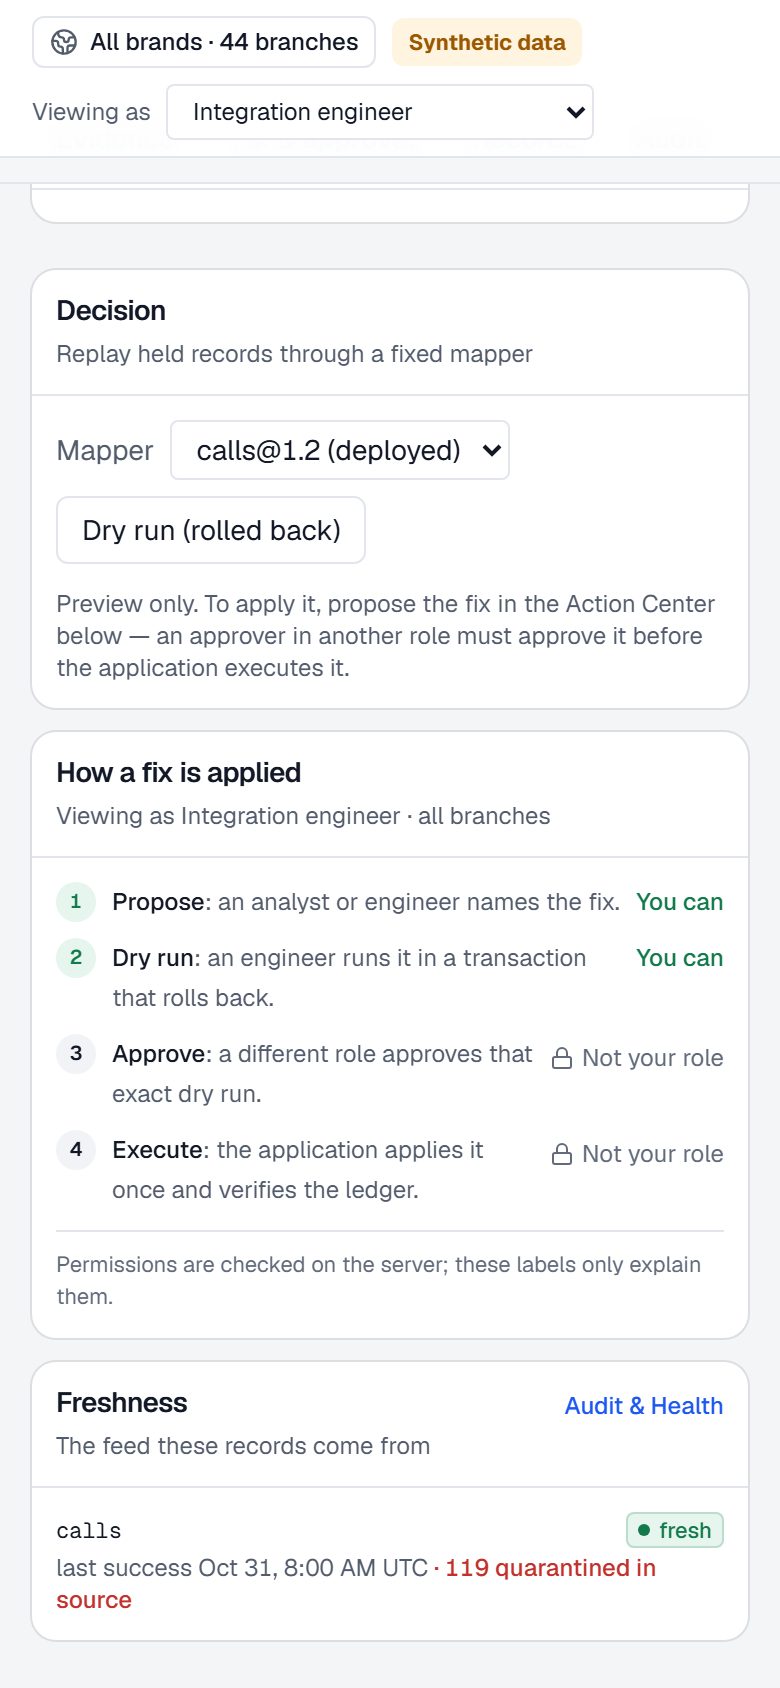 All brands · 44 branches
Synthetic data
Viewing as
Integration engineer
Decision
Replay held records through a fixed mapper
Mapper
calls@1.2 (deployed)
Dry run (rolled back)
Preview only. To apply it, propose the fix in the Action Center
below — an approver in another role must approve it before
the application executes it.
How a fix is applied
Viewing as Integration engineer · all branches
1 Propose: an analyst or engineer names the fix. You can
2 Dry run: an engineer runs it in a transaction You can
that rolls back.
3 Approve: a different role approves that Not your role
exact dry run.
4 Execute: the application applies it Not your role
once and verifies the ledger.
Permissions are checked on the server; these labels only explain
them.
Freshness
Audit & Health
The feed these records come from
calls
fresh
last success Oct 31, 8:00 AM UTC · 119 quarantined in
source